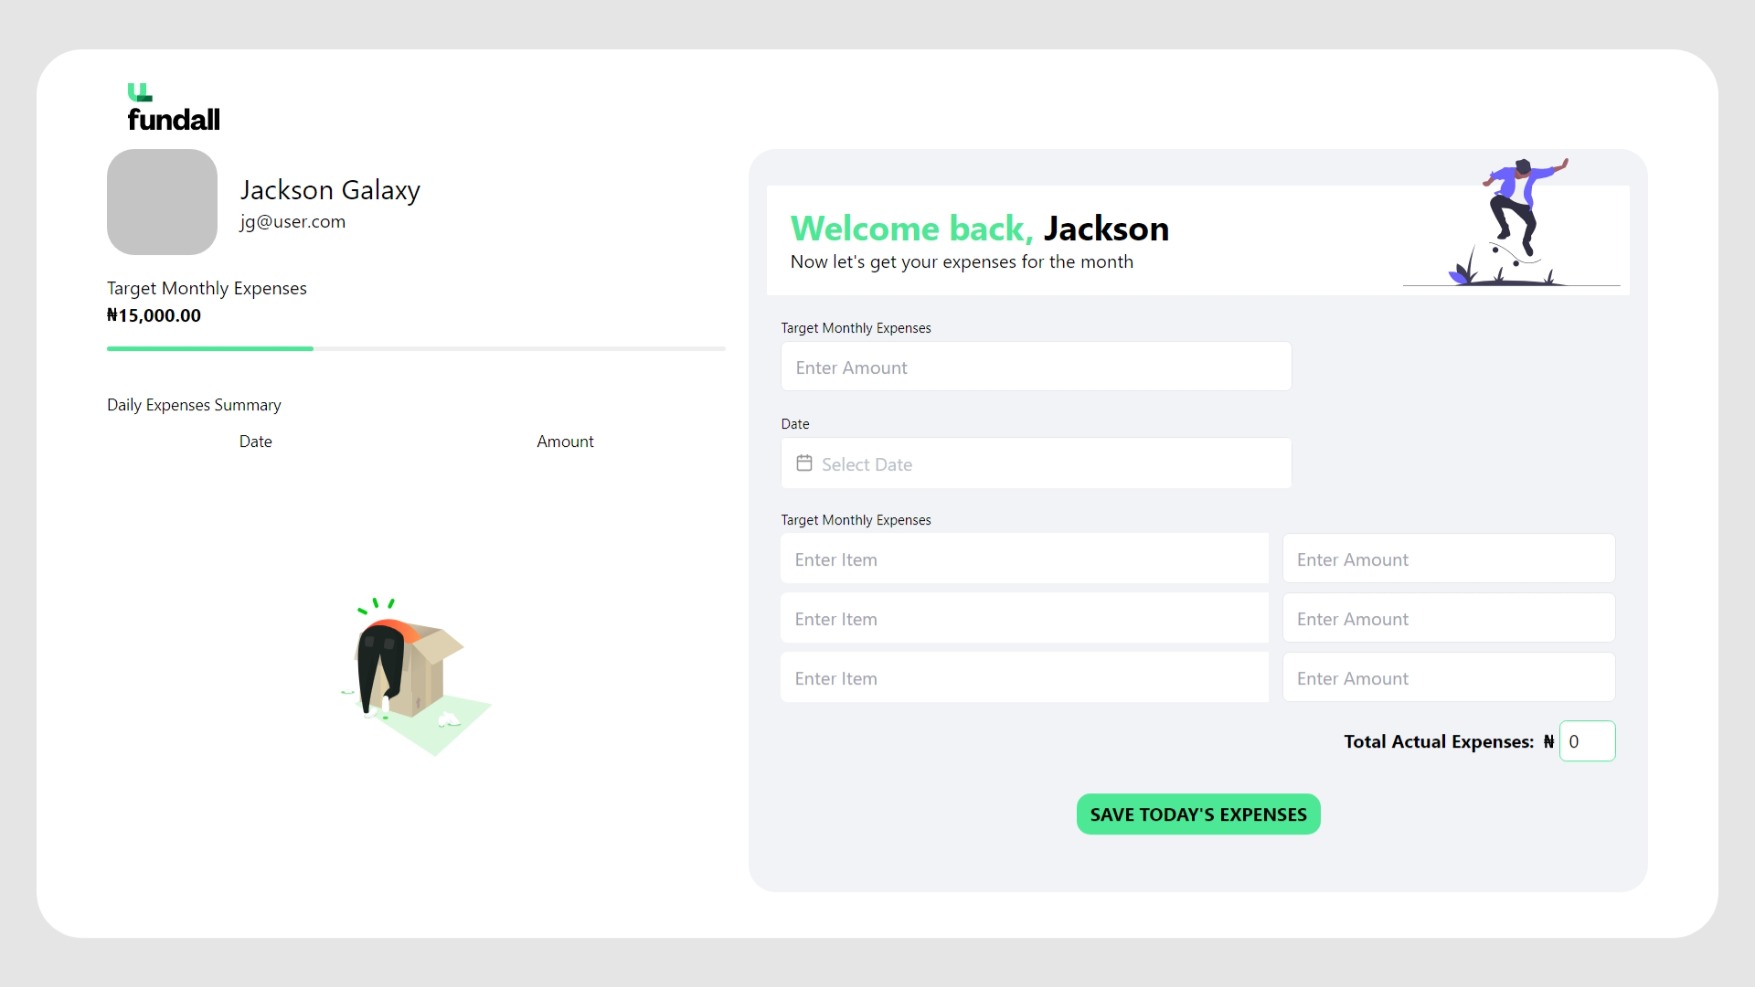 fundall
Jackson Galaxy
jg@user.com
Target Monthly Expenses
₦15,000.00
Daily Expenses Summary
Date Amount
Welcome back, Jackson
Now let's get your expenses for the month
Target Monthly Expenses
Enter Amount
Date
Select Date
Target Monthly Expenses
Enter Item Enter Amount
Enter Item Enter Amount
Enter Item Enter Amount
Total Actual Expenses: ₦ 0
SAVE TODAY'S EXPENSES